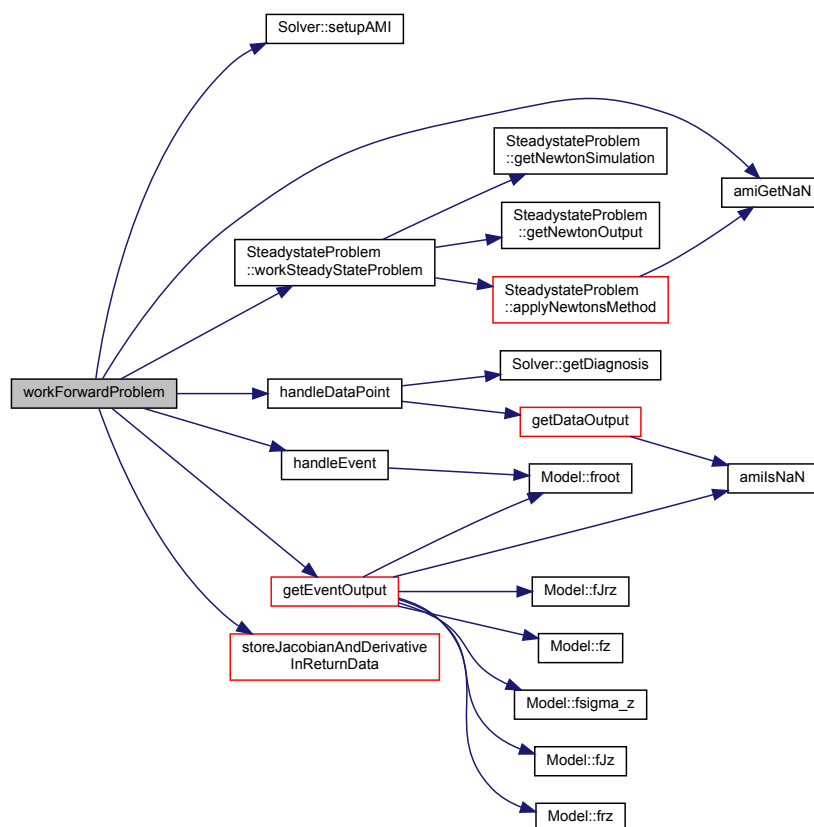 Solver::setupAMI
SteadystateProblem
::getNewtonSimulation
amiGetNaN
SteadystateProblem
::getNewtonOutput
SteadystateProblem
::workSteadyStateProblem
SteadystateProblem
::applyNewtonsMethod
Solver::getDiagnosis
workForwardProblem
handleDataPoint
getDataOutput
handleEvent
Model::froot
amiIsNaN
getEventOutput
Model::fJrz
Model::fz
storeJacobianAndDerivative
InReturnData
Model::fsigma_z
Model::fJz
Model::frz